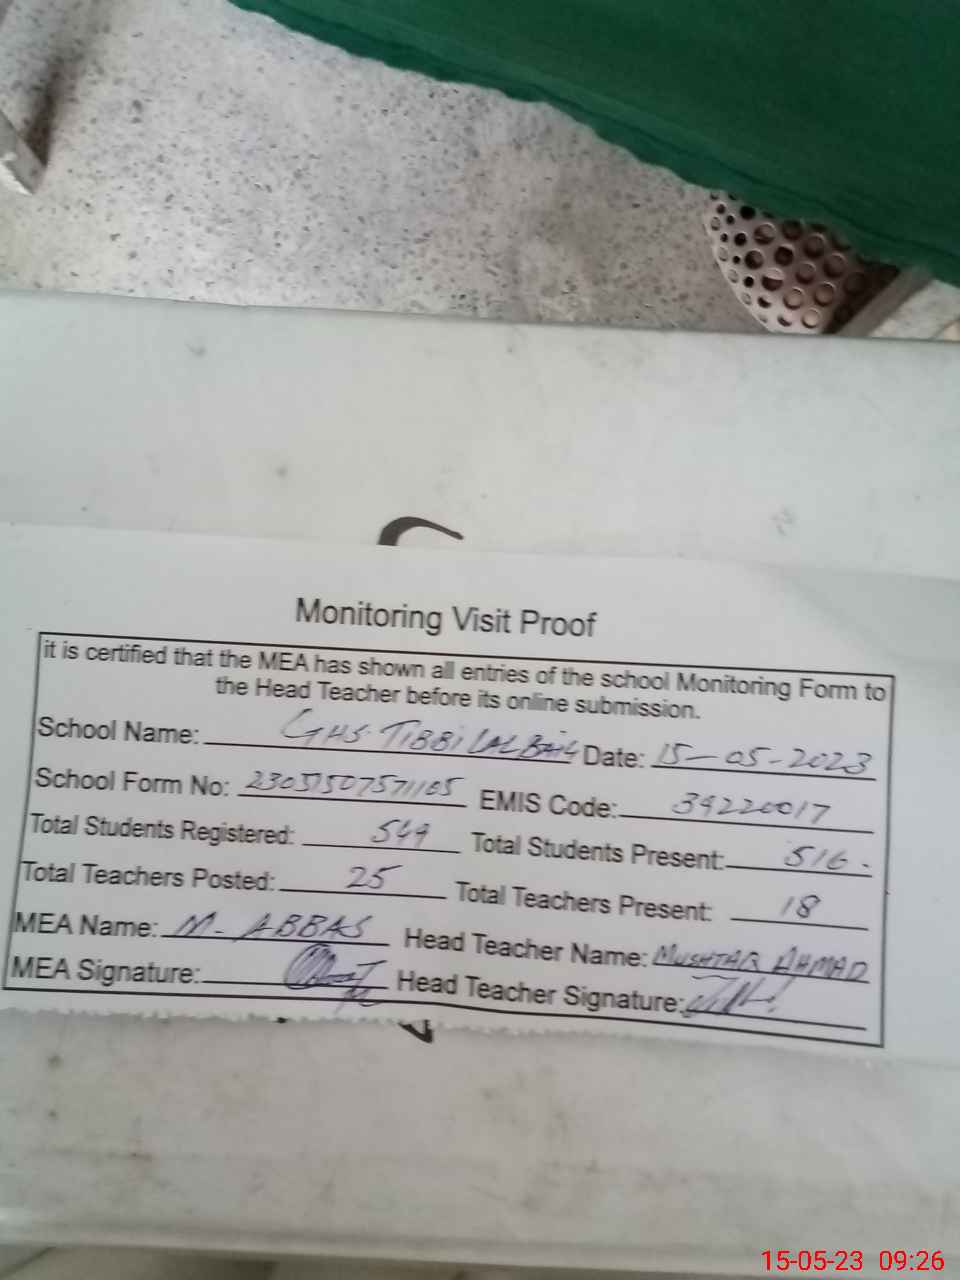 Monitoring Visit Proof
it is certified that the MEA has shown all entries of the school Monitoring Form to
the Head Teacher before its online submission.
School Name: GHS TIBBI LAL BAIG Date: 15-05-2023
School Form No: EMIS Code: 39220017
Total Students Registered: 549 Total Students Present: 516.
Total Teachers Posted: 25 Total Teachers Present: 18
MEA Name: M. ABBAS Head Teacher Name: MUSHTAR AHMAD
MEA Signature: Head Teacher Signature:
15-05-23 09:26